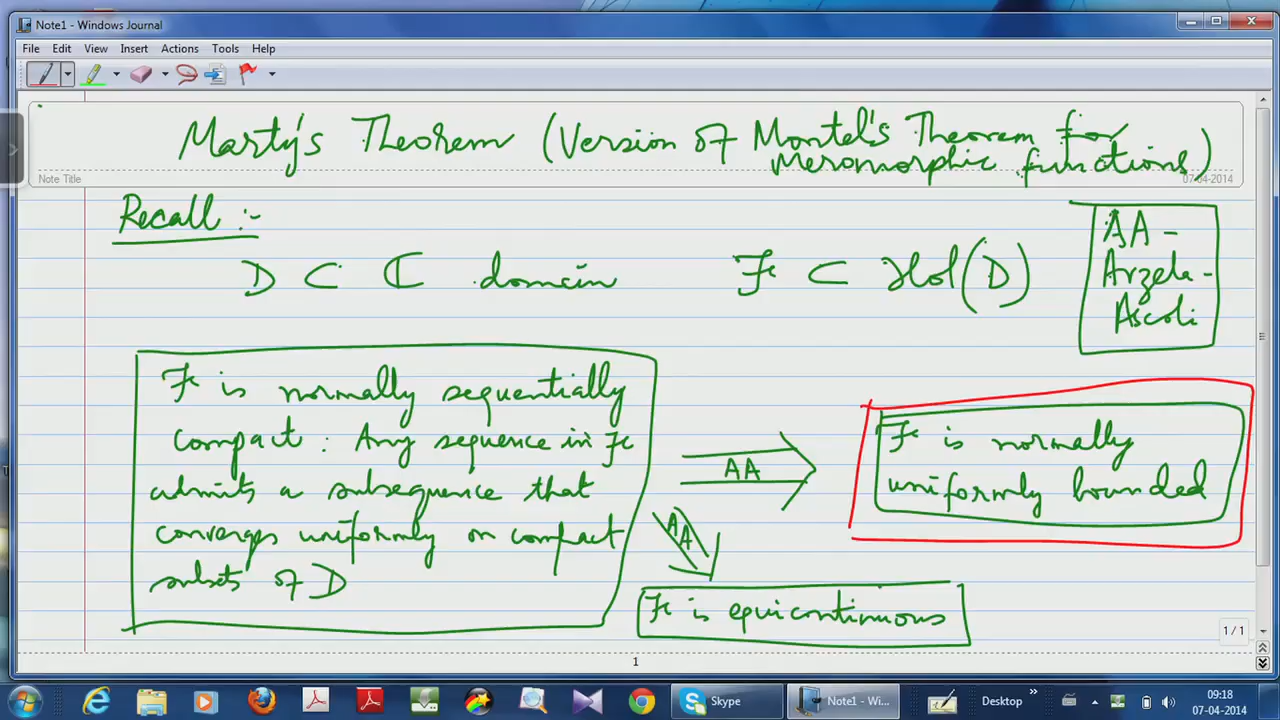 Note1 - Windows Journal
File Edit View Insert Actions Tools Help
Marty's Theorem (Version of Montel's Theorem for
Meromorphic functions)
Note Title
07-04-2014
Recall :-
D ⊂ ℂ domain F ⊂ Hol(D)
AA -
Arzela-
Ascoli
F is normally sequentially
compact : Any sequence in F
admits a subsequence that
converges uniformly on compact
subsets of D
AA
F is normally
uniformly bounded
AA
F is equicontinuous
1 / 1
1
Skype
Note1 - Wi...
Desktop
09:18
07-04-2014